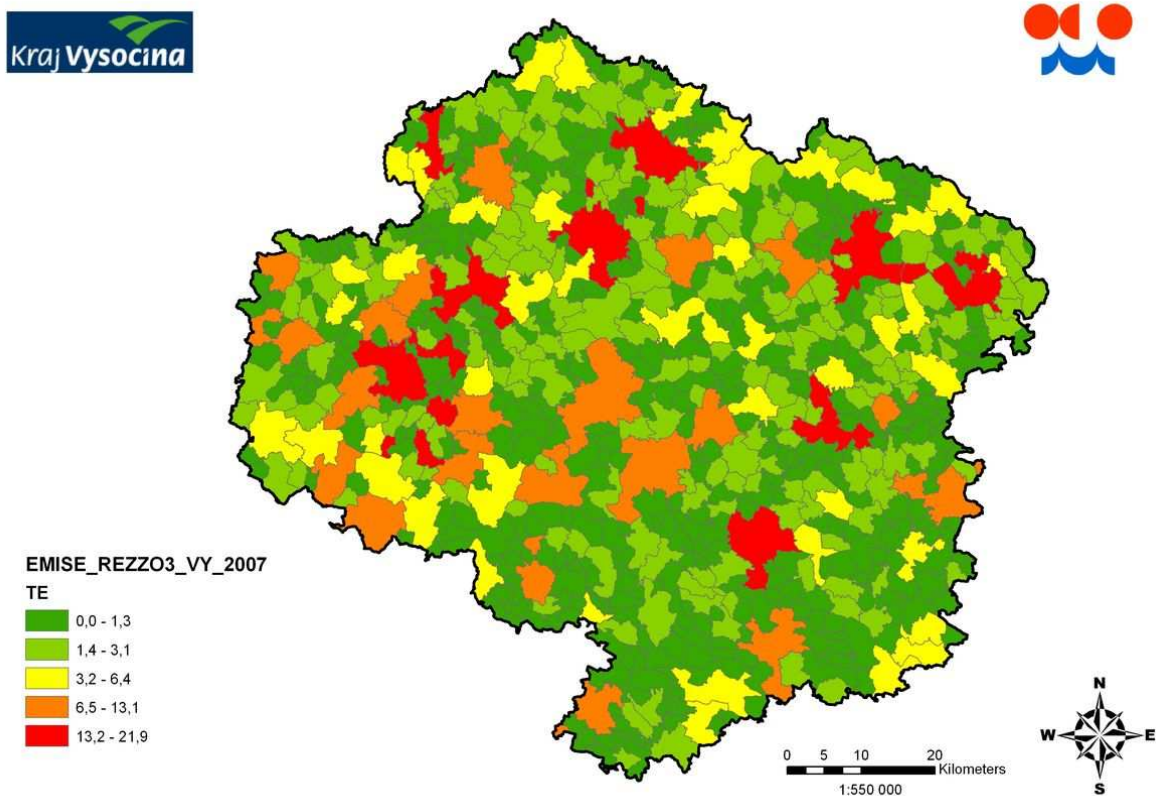 Kraj Vysočina
EMISE_REZZO3_VY_2007
TE
0,0 - 1,3
1,4 - 3,1
3,2 - 6,4
6,5 - 13,1
13,2 - 21,9
N
W
E
S
0 5 10 20
Kilometers
1:550 000